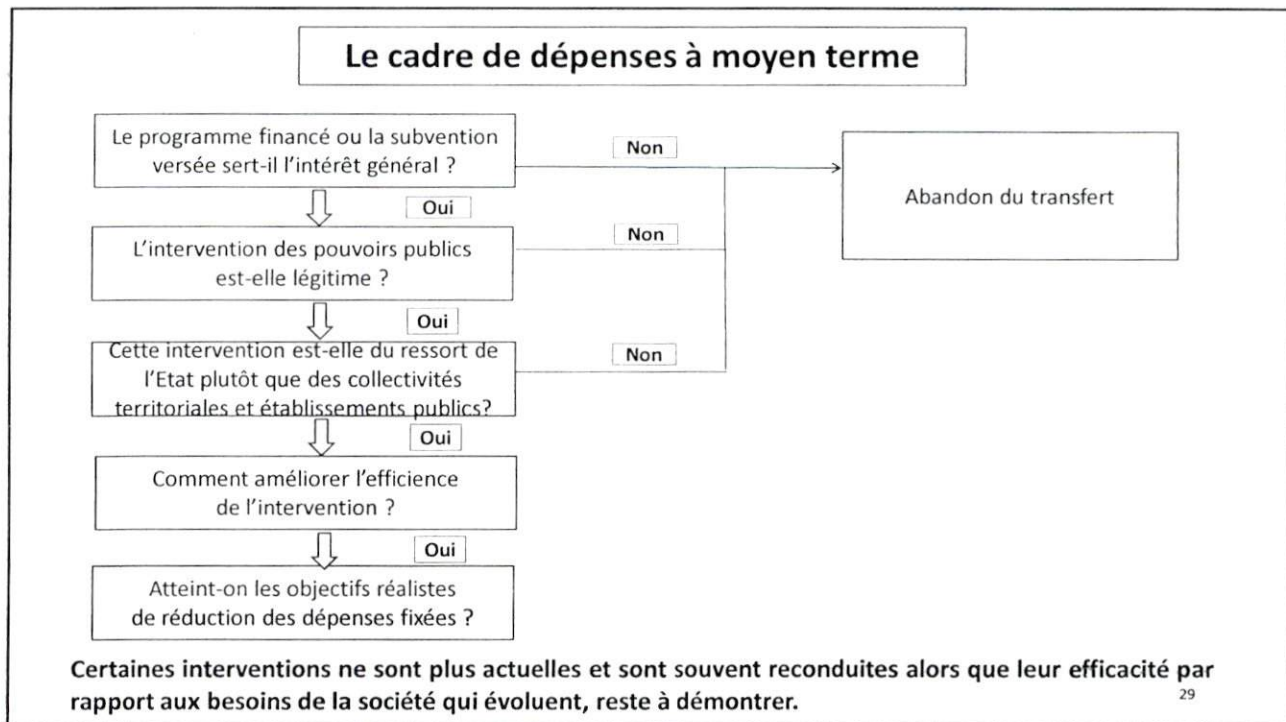 Le cadre de dépenses à moyen terme
Le programme financé ou la subvention
versée sert-il l'intérêt général ?
Non
Abandon du transfert
Oui
L'intervention des pouvoirs publics
est-elle légitime ?
Non
Oui
Cette intervention est-elle du ressort de
l'Etat plutôt que des collectivités
territoriales et établissements publics?
Non
Oui
Comment améliorer l'efficience
de l'intervention ?
Oui
Atteint-on les objectifs réalistes
de réduction des dépenses fixées ?
Certaines interventions ne sont plus actuelles et sont souvent reconduites alors que leur efficacité par
rapport aux besoins de la société qui évoluent, reste à démontrer.
29